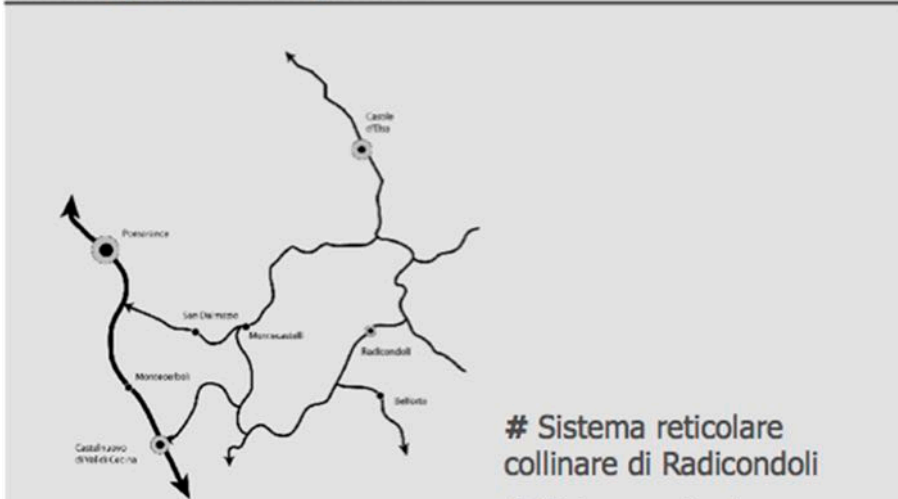 Casole
d'Elsa
Pomarance
San Dalmazio
Montecastelli
Radicondoli
Montecerboli
Belforte
Castelnuovo
di Val di Cecina
# Sistema reticolare
collinare di Radicondoli